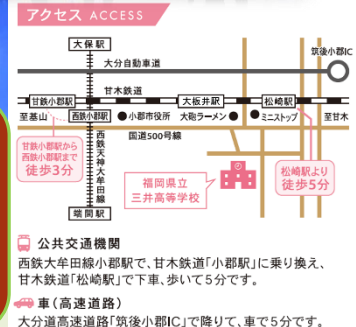 アクセス ACCESS
大保駅
筑後小郡IC
大分自動車道
甘木鉄道
甘鉄小郡駅
大板井駅
松崎駅
至基山
西鉄小郡駅
小郡市役所
大砲ラーメン
ミニストップ
至甘木
国道500号線
甘鉄小郡駅から
西鉄小郡駅まで
徒歩3分
西鉄天神大牟田線
松崎駅より
徒歩5分
福岡県立
三井高等学校
端間駅
公共交通機関
西鉄大牟田線小郡駅で、甘木鉄道「小郡駅」に乗り換え、
甘木鉄道「松崎駅」で下車、歩いて5分です。
車(高速道路)
大分道高速道路「筑後小郡IC」で降りて、車で5分です。